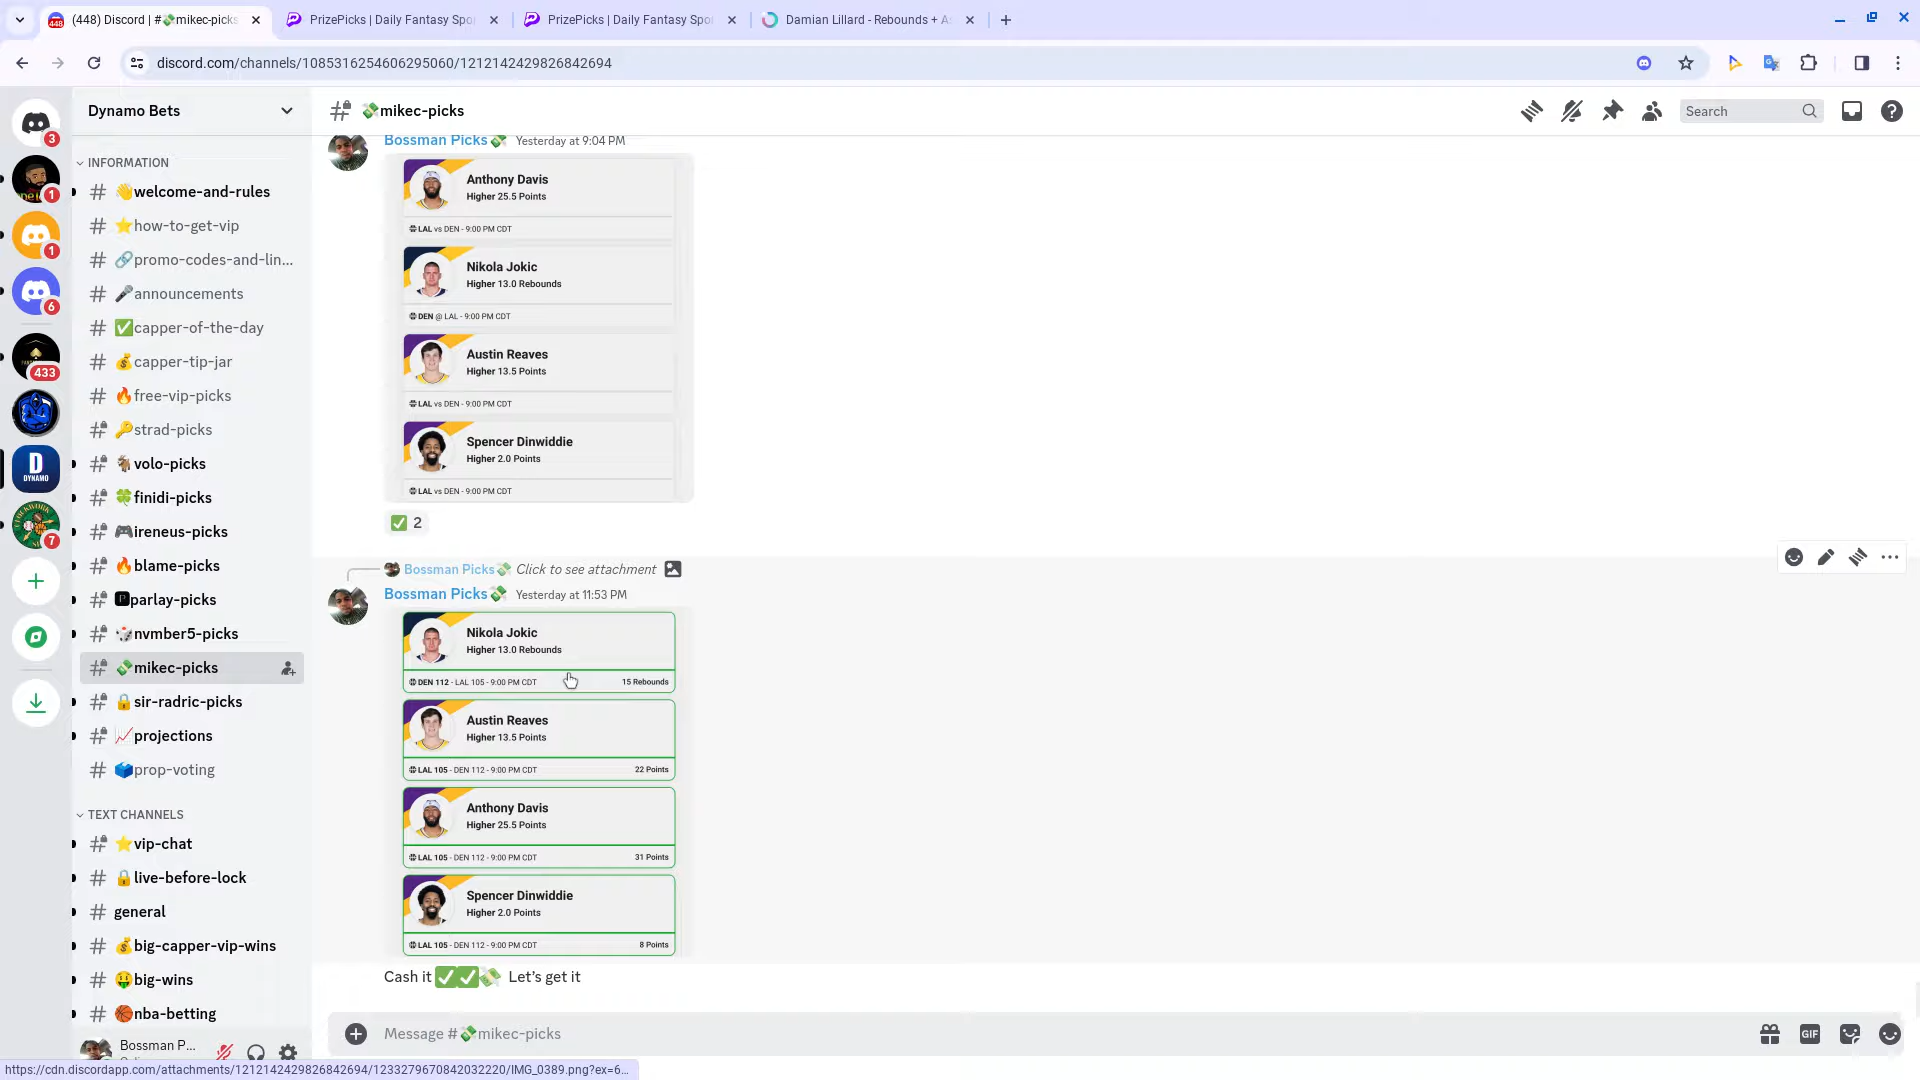 (448) Discord | #💸mikec-picks
PrizePicks | Daily Fantasy Spo
PrizePicks | Daily Fantasy Spo
Damian Lillard - Rebounds + A
discord.com/channels/1085316254606295060/1212142429826842694
Dynamo Bets
#💸mikec-picks
Search
INFORMATION
👋welcome-and-rules
⭐how-to-get-vip
🔗promo-codes-and-lin...
🎤announcements
✅capper-of-the-day
💰capper-tip-jar
🔥free-vip-picks
🔑strad-picks
🐐volo-picks
🍀finidi-picks
🎮ireneus-picks
🔥blame-picks
🅿parlay-picks
🎲nvmber5-picks
💸mikec-picks
🔒sir-radric-picks
📈projections
🗳prop-voting
TEXT CHANNELS
⭐vip-chat
🔒live-before-lock
general
💰big-capper-vip-wins
🤑big-wins
🏀nba-betting
Bossman P...
3
1
1
6
433
D
DYNAMO
7
Bossman Picks💸 Yesterday at 9:04 PM
Anthony Davis
Higher 25.5 Points
LAL vs DEN - 9:00 PM CDT
Nikola Jokic
Higher 13.0 Rebounds
DEN @ LAL - 9:00 PM CDT
Austin Reaves
Higher 13.5 Points
LAL vs DEN - 9:00 PM CDT
Spencer Dinwiddie
Higher 2.0 Points
LAL vs DEN - 9:00 PM CDT
✅ 2
Bossman Picks💸 Click to see attachment
Bossman Picks💸 Yesterday at 11:53 PM
Nikola Jokic
Higher 13.0 Rebounds
DEN 112 - LAL 105 - 9:00 PM CDT 15 Rebounds
Austin Reaves
Higher 13.5 Points
LAL 105 - DEN 112 - 9:00 PM CDT 22 Points
Anthony Davis
Higher 25.5 Points
LAL 105 - DEN 112 - 9:00 PM CDT 31 Points
Spencer Dinwiddie
Higher 2.0 Points
LAL 105 - DEN 112 - 9:00 PM CDT 8 Points
Cash it ✅✅💸 Let's get it
Message #💸mikec-picks
GIF
https://cdn.discordapp.com/attachments/1212142429826842694/1233279670842032220/IMG_0389.png?ex=6...